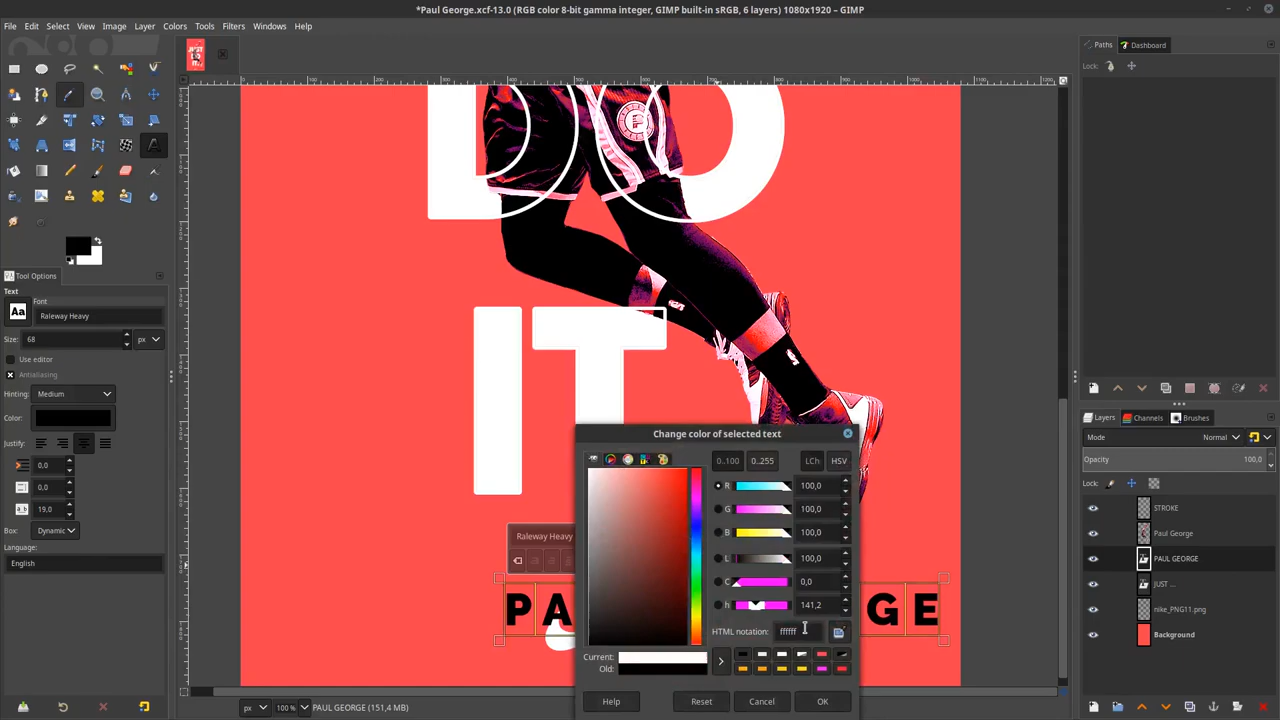 *Paul George.xcf-13.0 (RGB color 8-bit gamma integer, GIMP built-in sRGB, 6 layers) 1080x1920 – GIMP
File Edit Select View Image Layer Colors Tools Filters Windows Help
Paths Dashboard
Lock:
DO
IT
PA GE
Tool Options
Text
Font
Aa Raleway Heavy
Size: 68 px
Use editor
Antialiasing
Hinting: Medium
Color:
Justify:
0,0
0,0
19,0
Box: Dynamic
Language:
English
Raleway Heavy
Change color of selected text
0..100 0..255 LCh HSV
R 100,0
G 100,0
B 100,0
L 100,0
C 0,0
h 141,2
HTML notation: ffffff
Current:
Old:
Help Reset Cancel OK
Layers Channels Brushes
Mode Normal
Opacity 100,0
Lock:
STROKE
Paul George
PAUL GEORGE
JUST ...
nike_PNG11.png
Background
px 100 % PAUL GEORGE (151,4 MB)